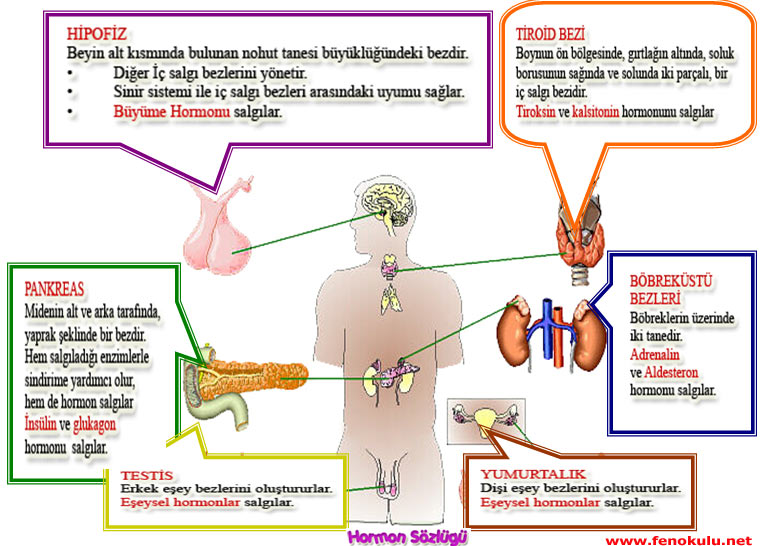 HİPOFİZ
Beyin alt kısmında bulunan nohut tanesi büyüklüğündeki bezdir.
• Diğer İç salgı bezlerini yönetir.
• Sinir sistemi ile iç salgı bezleri arasındaki uyumu sağlar.
• Büyüme Hormonu salgılar.
TİROİD BEZİ
Boynun ön bölgesinde, gırtlağın altında, soluk
borusunun sağında ve solunda iki parçalı, bir
iç salgı bezidir.
Tiroksin ve kalsitonin hormonunu salgılar
PANKREAS
Midenin alt ve arka tarafında,
yaprak şeklinde bir bezdir.
Hem salgıladığı enzimlerle
sindirime yardımcı olur,
hem de hormon salgılar
İnsülin ve glukagon
hormonu salgılar.
BÖBREKÜSTÜ
BEZLERİ
Böbreklerin üzerinde
iki tanedir.
Adrenalin
ve Aldesteron
hormonu salgılar.
TESTİS
Erkek eşey bezlerini oluştururlar.
Eşeysel hormonlar salgılar.
YUMURTALIK
Dişi eşey bezlerini oluştururlar.
Eşeysel hormonlar salgılar.
Hormon Sözlüğü
www.fenokulu.net